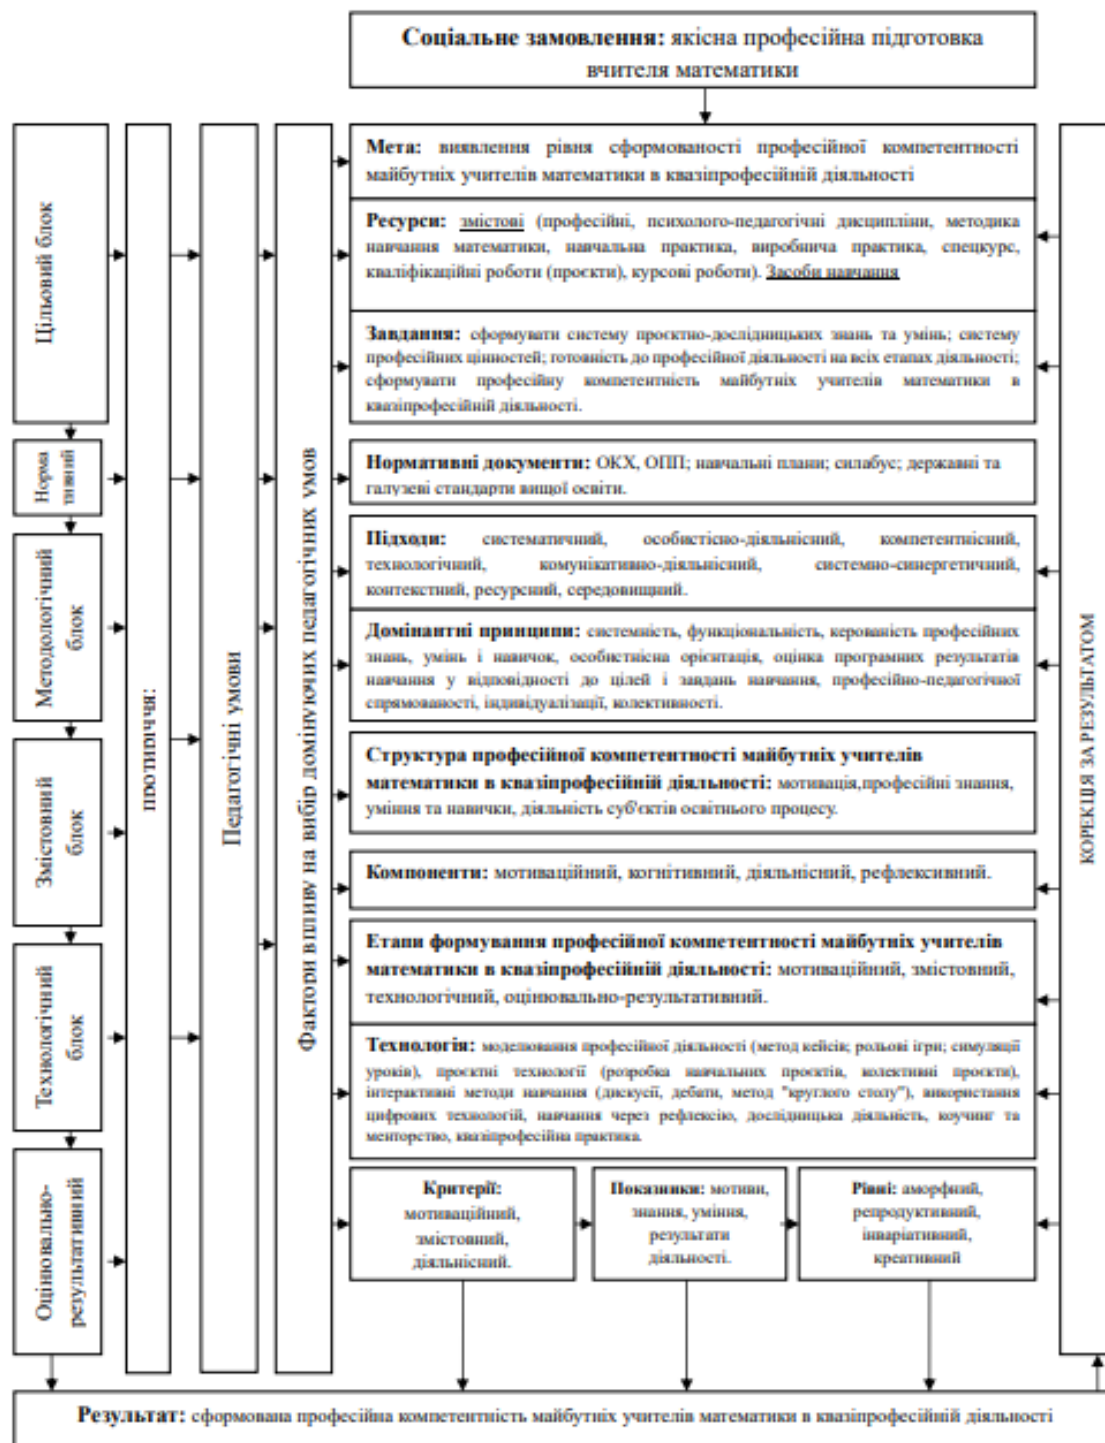 Соціальне замовлення: якісна професійна підготовка
вчителя математики
Цільовий блок
Норма
тивний
Методологічний
блок
Змістовний
блок
Технологічний
блок
Оцінювально-
результативний
протиріччя:
Педагогічні умови
Фактори впливу на вибір домінуючих педагогічних умов
Мета: виявлення рівня сформованості професійної компетентності
майбутніх учителів математики в квазіпрофесійній діяльності
Ресурси: змістові (професійні, психолого-педагогічні дисципліни, методика
навчання математики, навчальна практика, виробнича практика, спецкурс,
кваліфікаційні роботи (проєкти), курсові роботи). Засоби навчання
Завдання: сформувати систему проєктно-дослідницьких знань та умінь; систему
професійних цінностей; готовність до професійної діяльності на всіх етапах діяльності;
сформувати професійну компетентність майбутніх учителів математики в
квазіпрофесійній діяльності.
Нормативні документи: ОКХ, ОПП; навчальні плани; силабус; державні та
галузеві стандарти вищої освіти.
Підходи: систематичний, особистісно-діяльнісний, компетентнісний,
технологічний, комунікативно-діяльнісний, системно-синергетичний,
контекстний, ресурсний, середовищний.
Домінантні принципи: системність, функціональність, керованість професійних
знань, умінь і навичок, особистнісна орієнтація, оцінка програмних результатів
навчання у відповідності до цілей і завдань навчання, професійно-педагогічної
спрямованості, індивідуалізації, колективності.
Структура професійної компетентності майбутніх учителів
математики в квазіпрофесійній діяльності: мотивація,професійні знання,
уміння та навички, діяльність суб'єктів освітнього процесу.
Компоненти: мотиваційний, когнітивний, діяльнісний, рефлексивний.
Етапи формування професійної компетентності майбутніх учителів
математики в квазіпрофесійній діяльності: мотиваційний, змістовний,
технологічний, оцінювально-результативний.
Технологія: моделювання професійної діяльності (метод кейсів; рольові ігри; симуляції
уроків), проєктні технології (розробка навчальних проєктів, колективні проєкти),
інтерактивні методи навчання (дискусії, дебати, метод "круглого столу"), використання
цифрових технологій, навчання через рефлексію, дослідницька діяльність, коучинг та
менторство, квазіпрофесійна практика.
Критерії:
мотиваційний,
змістовний,
діяльнісний.
Показники: мотиви,
знання, уміння,
результати
діяльності.
Рівні: аморфний,
репродуктивний,
інваріативний,
креативний
КОРЕКЦІЯ ЗА РЕЗУЛЬТАТОМ
Результат: сформована професійна компетентність майбутніх учителів математики в квазіпрофесійній діяльності